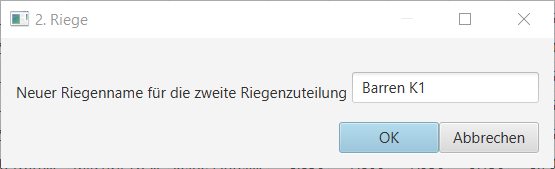 2. Riege
Neuer Riegenname für die zweite Riegenzuteilung Barren K1
OK Abbrechen